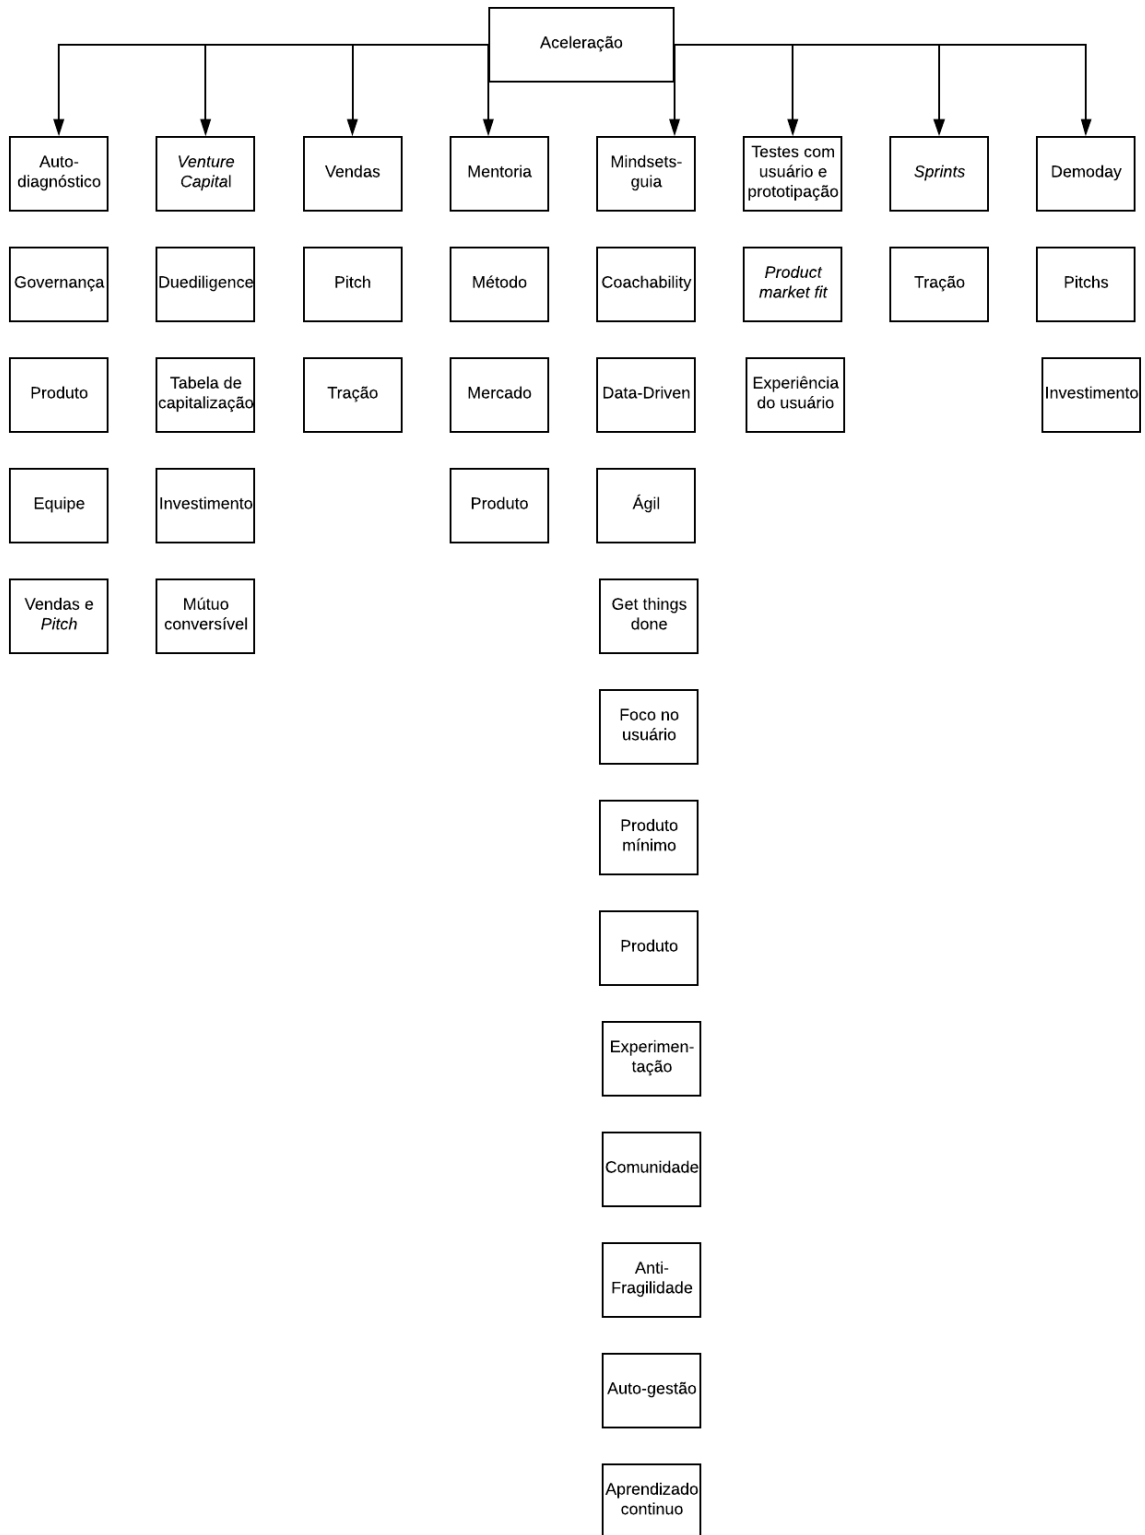 Aceleração
Auto-
diagnóstico
Venture
Capital
Vendas
Mentoria
Mindsets-
guia
Testes com
usuário e
prototipação
Sprints
Demoday
Governança
Duediligence
Pitch
Método
Coachability
Product
market fit
Tração
Pitchs
Produto
Tabela de
capitalização
Tração
Mercado
Data-Driven
Experiência
do usuário
Investimento
Equipe
Investimento
Produto
Ágil
Vendas e
Pitch
Mútuo
conversível
Get things
done
Foco no
usuário
Produto
mínimo
Produto
Experimen-
tação
Comunidade
Anti-
Fragilidade
Auto-gestão
Aprendizado
continuo